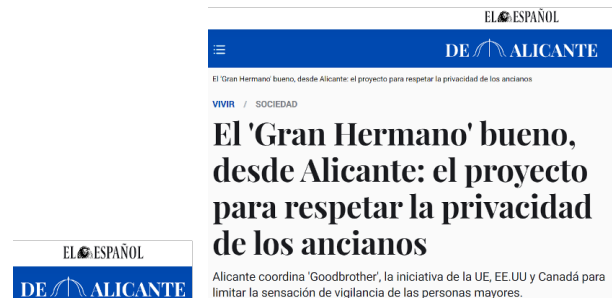 EL ESPAÑOL
DE ALICANTE
El 'Gran Hermano' bueno, desde Alicante: el proyecto para respetar la privacidad de los ancianos
VIVIR / SOCIEDAD
El 'Gran Hermano' bueno,
desde Alicante: el proyecto
para respetar la privacidad
de los ancianos
Alicante coordina 'Goodbrother', la iniciativa de la UE, EE.UU y Canadá para
limitar la sensación de vigilancia de las personas mayores.
EL ESPAÑOL
DE ALICANTE